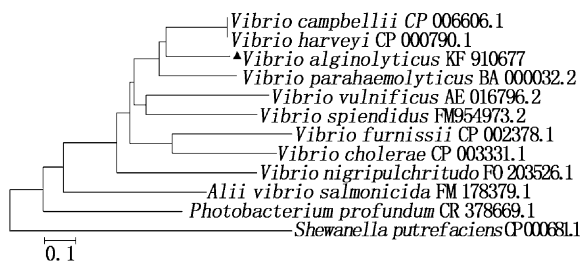 Vibrio campbellii CP 006606.1
Vibrio harveyi CP 000790.1
▲Vibrio alginolyticus KF 910677
Vibrio parahaemolyticus BA 000032.2
Vibrio vulnificus AE 016796.2
Vibrio spiendidus FM954973.2
Vibrio furnissii CP 002378.1
Vibrio cholerae CP 003331.1
Vibrio nigripulchritudo FO 203526.1
Alii vibrio salmonicida FM 178379.1
Photobacterium profundum CR 378669.1
Shewanella putrefaciens CP000681.1
0.1